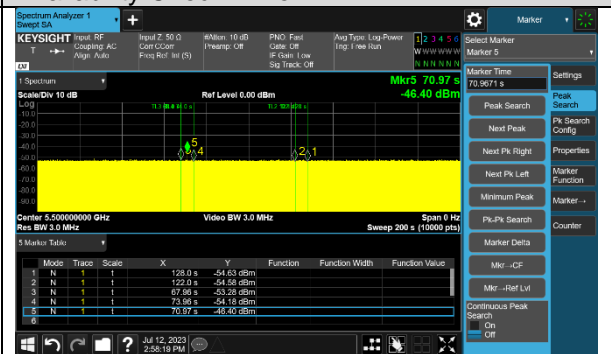 Spectrum Analyzer 1
Swept SA
Marker
KEYSIGHT
Input: RF
Coupling: AC
Align: Auto
Input Z: 50 Ω
Corr CCorr
Freq Ref: Int (S)
#Atten: 10 dB
Preamp: Off
PNO: Fast
Gate: Off
IF Gain: Low
Sig Track: Off
Avg Type: Log-Power
Trig: Free Run
1 2 3 4 5 6
W W W W W W
N N N N N N
Select Marker
Marker 5
1 Spectrum
Scale/Div 10 dB
Ref Level 0.00 dBm
Mkr5 70.97 s
-46.40 dBm
Log
-10.0
-20.0
-30.0
-40.0
-50.0
-60.0
-70.0
-80.0
-90.0
5
4
2
1
Center 5.500000000 GHz
Res BW 3.0 MHz
Video BW 3.0 MHz
Span 0 Hz
Sweep 200 s (10000 pts)
5 Marker Table
Mode Trace Scale X Y Function Function Width Function Value
1 N 1 t 128.0 s -54.63 dBm
2 N 1 t 122.0 s -54.58 dBm
3 N 1 t 67.96 s -53.28 dBm
4 N 1 t 73.96 s -54.18 dBm
5 N 1 t 70.97 s -46.40 dBm
6
Marker Time
70.9671 s
Peak Search
Next Peak
Next Pk Right
Next Pk Left
Minimum Peak
Pk-Pk Search
Marker Delta
Mkr→CF
Mkr→Ref Lvl
Continuous Peak
Search
On
Off
Settings
Peak
Search
Pk Search
Config
Properties
Marker
Function
Marker→
Counter
Jul 12, 2023
2:58:19 PM